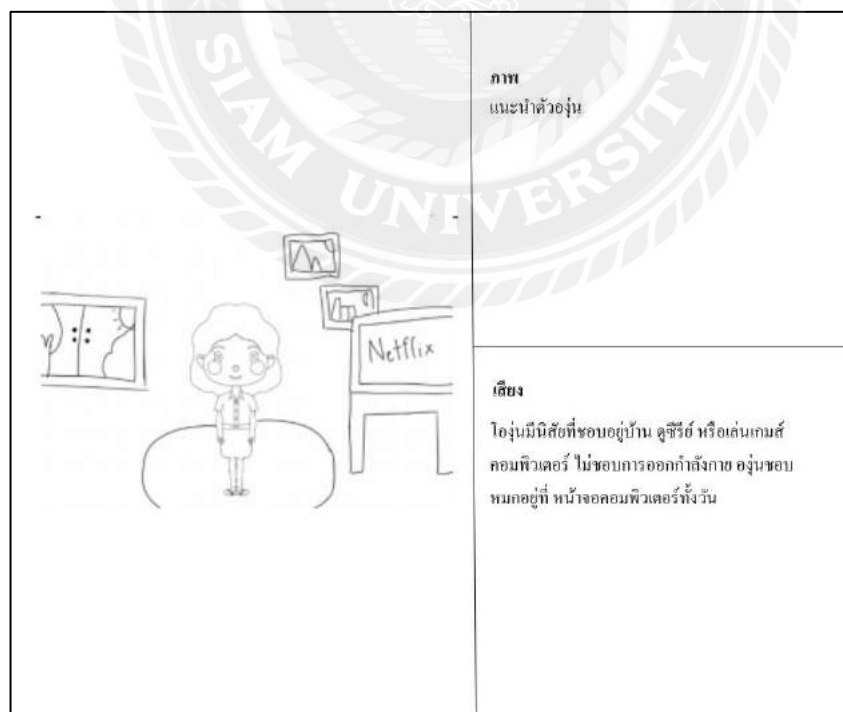 SIAM UNIVERSITY
ภาพ
แนะนำตัวองุ่น
Netflix
เสียง
โองุ่นมีนิสัยที่ชอบอยู่บ้าน ดูซีรีย์ หรือเล่นเกมส์
คอมพิวเตอร์ ไม่ชอบการออกกำลังกาย องุ่นชอบ
หมกอยู่ที่ หน้าจอคอมพิวเตอร์ทั้งวัน